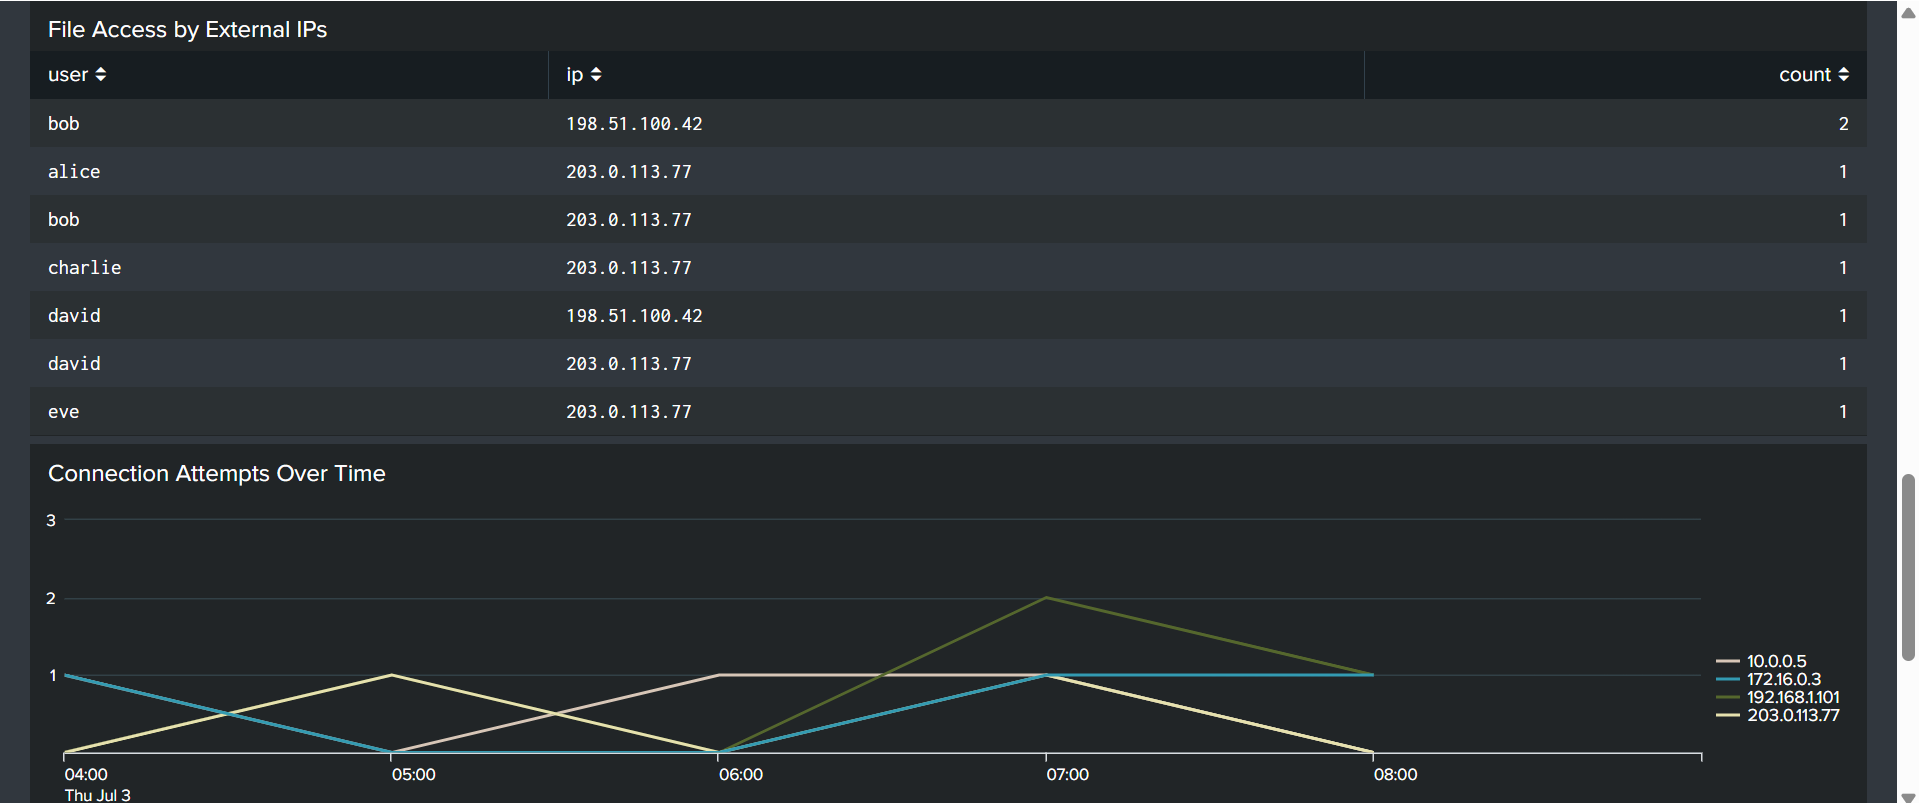 File Access by External IPs
user ip count
bob 198.51.100.42 2
alice 203.0.113.77 1
bob 203.0.113.77 1
charlie 203.0.113.77 1
david 198.51.100.42 1
david 203.0.113.77 1
eve 203.0.113.77 1
Connection Attempts Over Time
3
2
1
10.0.0.5
172.16.0.3
192.168.1.101
203.0.113.77
04:00 05:00 06:00 07:00 08:00
Thu Jul 3